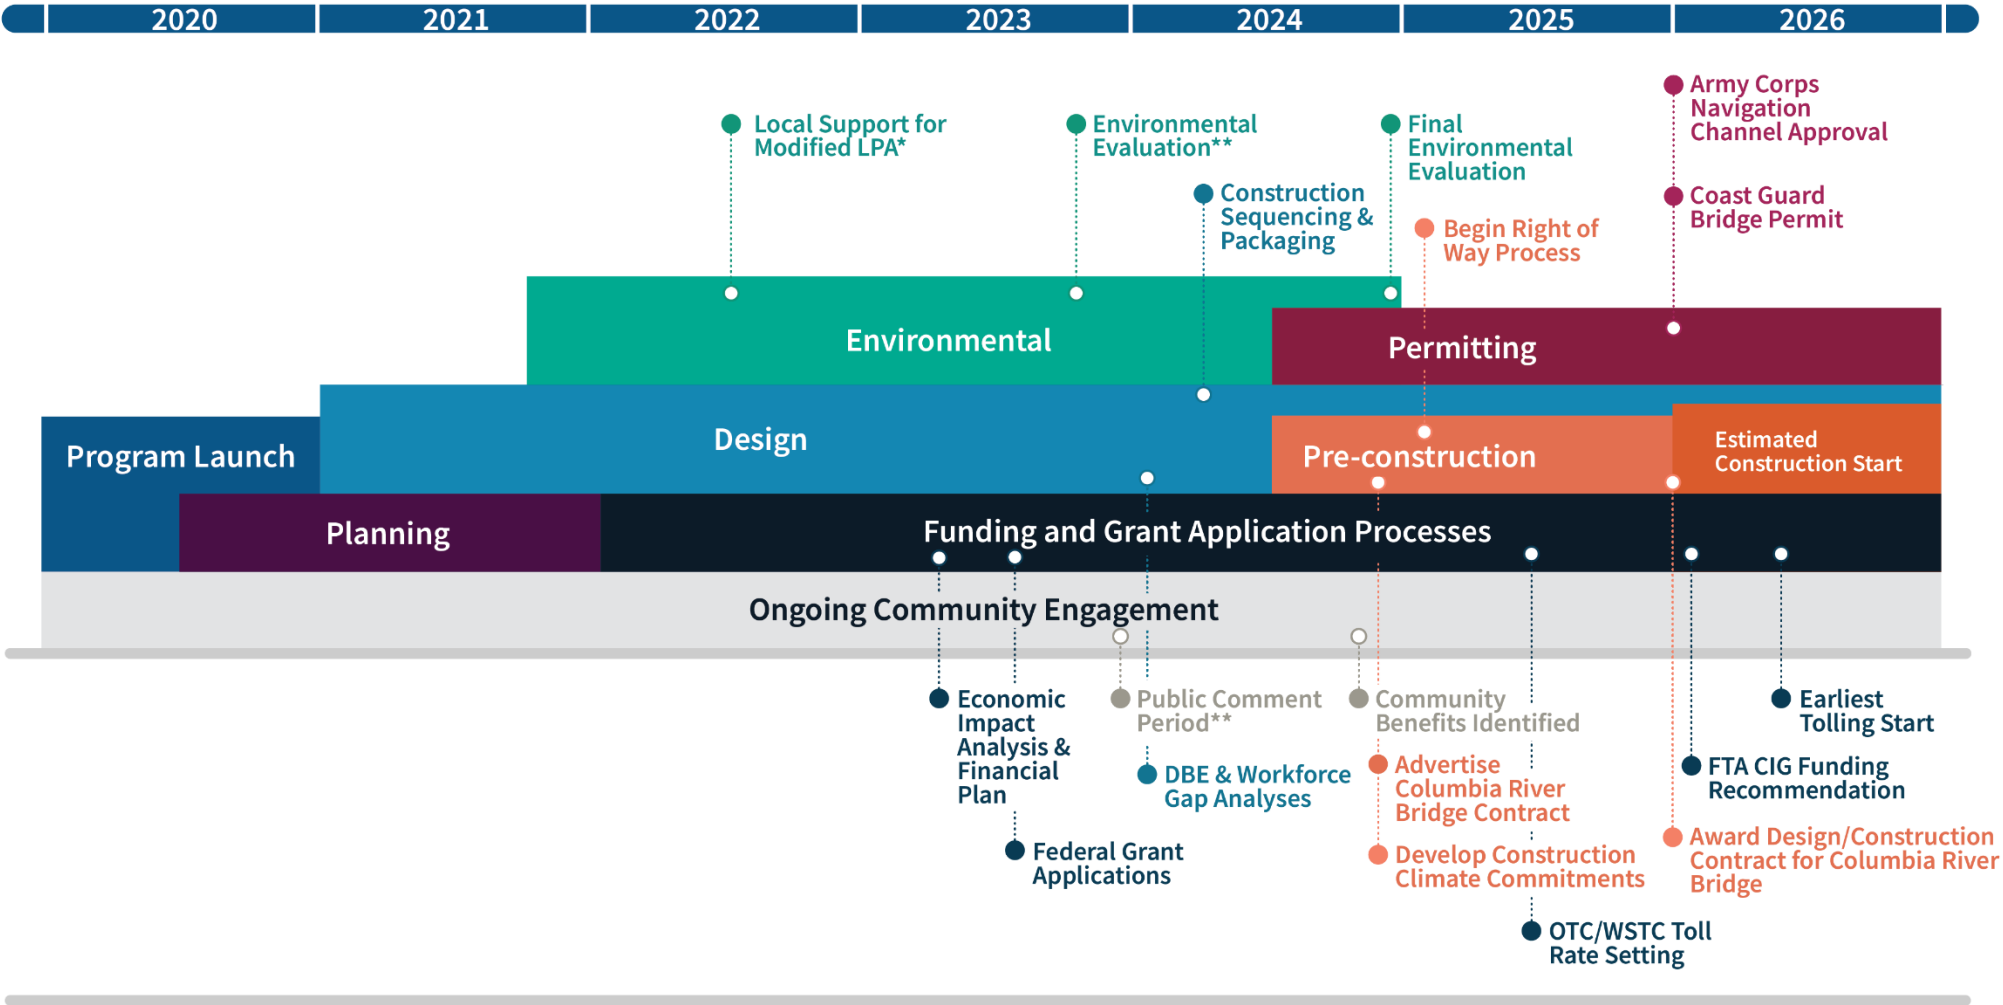 2020
2021
2022
2023
2024
2025
2026
Army Corps
Navigation
Channel Approval
Local Support for
Modified LPA*
Environmental
Evaluation**
Final
Environmental
Evaluation
Construction
Sequencing &
Packaging
Coast Guard
Bridge Permit
Begin Right of
Way Process
Environmental
Permitting
Design
Program Launch
Pre-construction
Estimated
Construction Start
Planning
Funding and Grant Application Processes
Ongoing Community Engagement
Economic
Impact
Analysis &
Financial
Plan
Public Comment
Period**
Community
Benefits Identified
Earliest
Tolling Start
DBE & Workforce
Gap Analyses
Advertise
Columbia River
Bridge Contract
FTA CIG Funding
Recommendation
Federal Grant
Applications
Develop Construction
Climate Commitments
Award Design/Construction
Contract for Columbia River
Bridge
OTC/WSTC Toll
Rate Setting